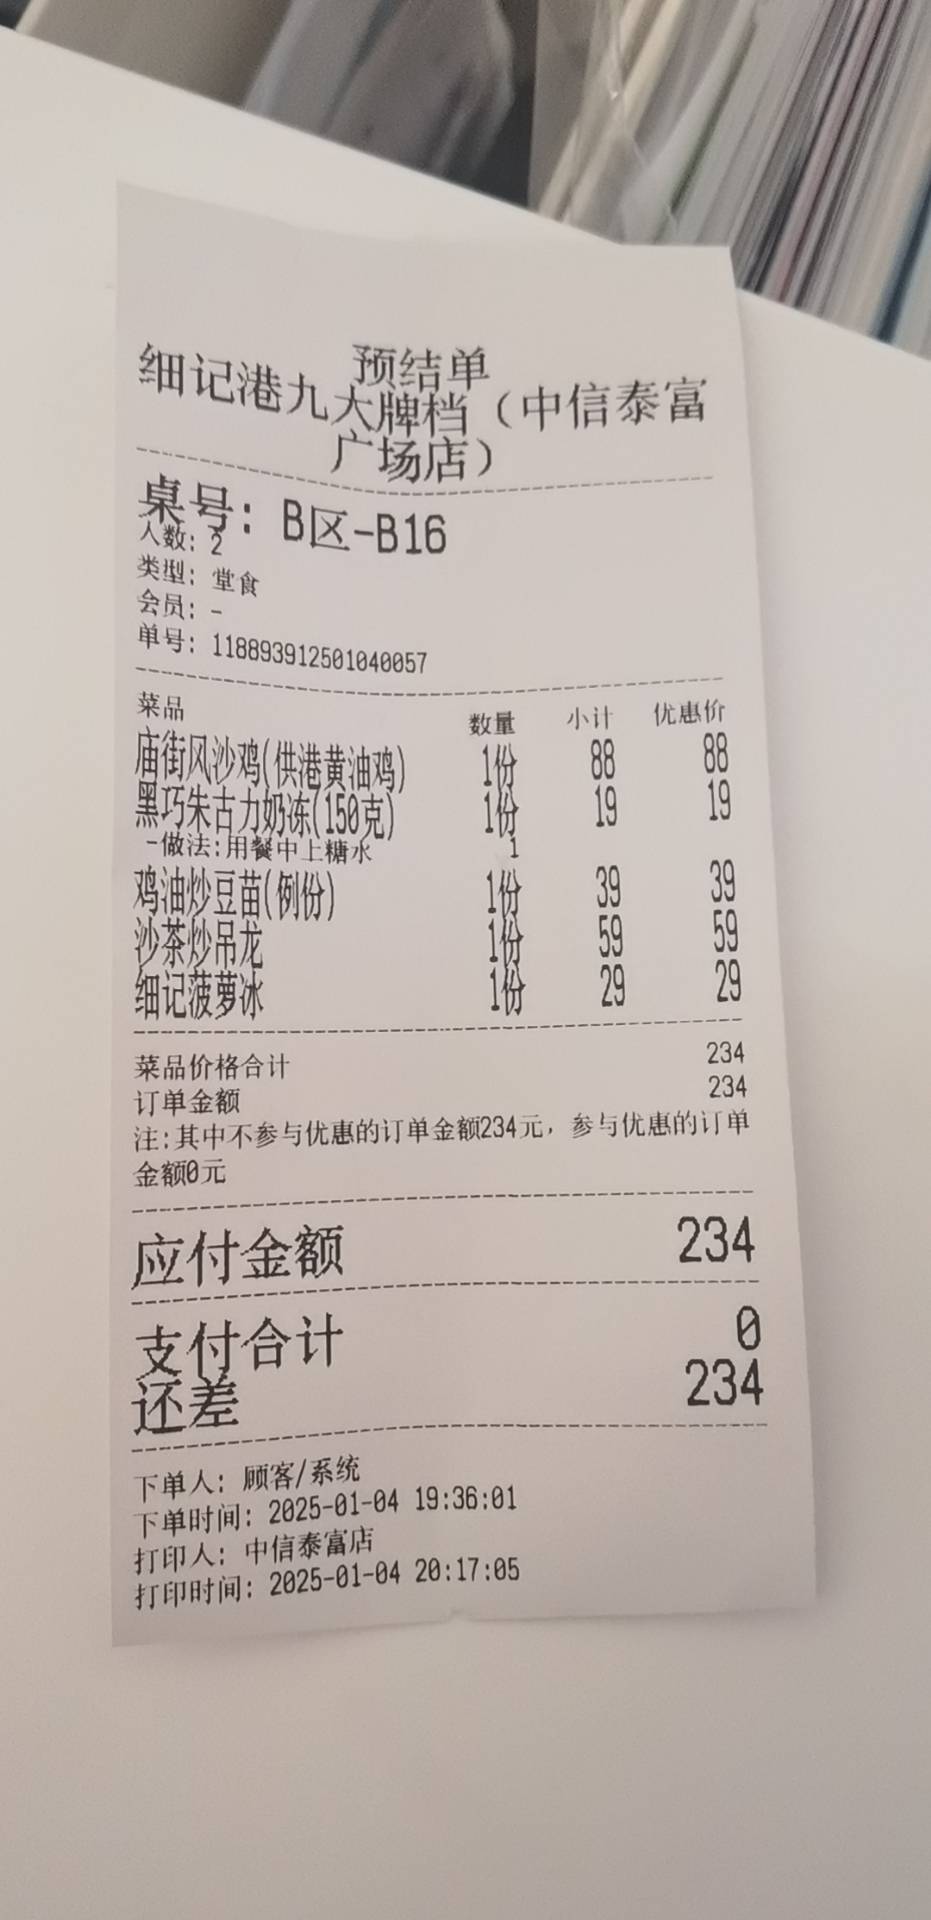 预结单
细记港九大牌档（中信泰富
广场店）
桌号: B区-B16
人数: 2
类型: 堂食
会员: -
单号: 118893912501040057
菜品 数量 小计 优惠价
庙街风沙鸡(供港黄油鸡) 1份 88 88
黑巧朱古力奶冻(150克) 1份 19 19
-做法:用餐中上糖水 1
鸡油炒豆苗(例份) 1份 39 39
沙茶炒吊龙 1份 59 59
细记菠萝冰 1份 29 29
菜品价格合计 234
订单金额 234
注:其中不参与优惠的订单金额234元，参与优惠的订单
金额0元
应付金额 234
支付合计 0
还差 234
下单人: 顾客/系统
下单时间: 2025-01-04 19:36:01
打印人: 中信泰富店
打印时间: 2025-01-04 20:17:05